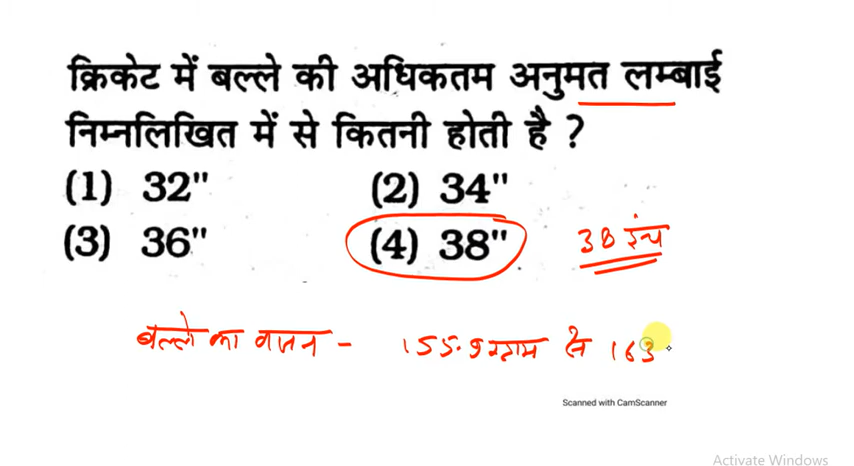 क्रिकेट में बल्ले की अधिकतम अनुमत लम्बाई
निम्नलिखित में से कितनी होती है ?
(1) 32" (2) 34"
(3) 36" (4) 38" 38 इंच
बल्ले का वजन - 155.9 ग्राम से 163
Scanned with CamScanner
Activate Windows